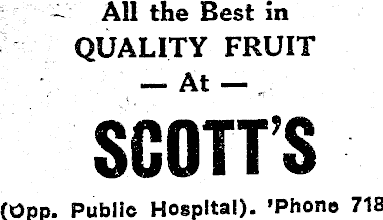 All the Best in
QUALITY FRUIT
— At —
SCOTT'S
(Opp. Public Hospital). 'Phone 718